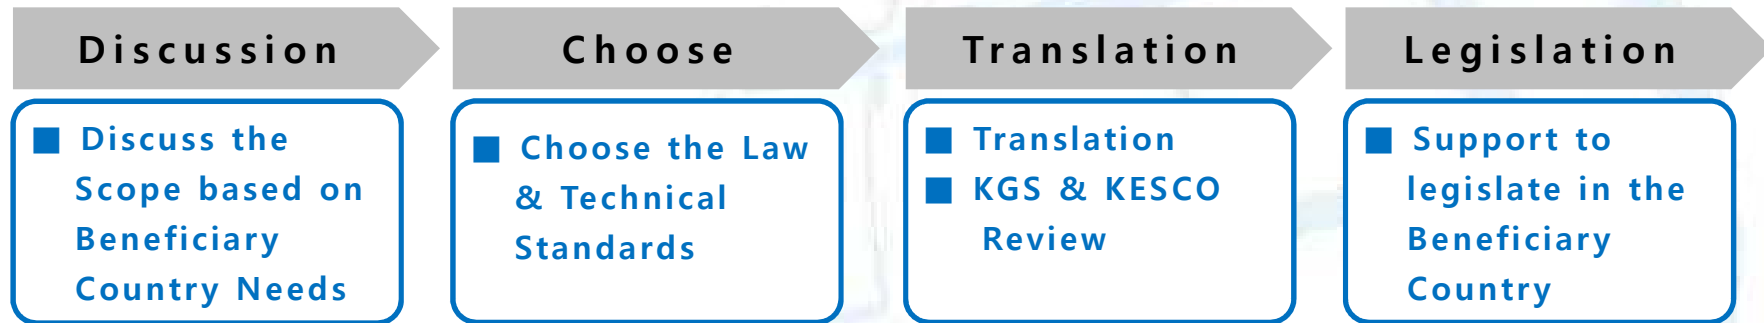 Discussion
Choose
Translation
Legislation
■ Discuss the
Scope based on
Beneficiary
Country Needs
■ Choose the Law
& Technical
Standards
■ Translation
■ KGS & KESCO
Review
■ Support to
legislate in the
Beneficiary
Country